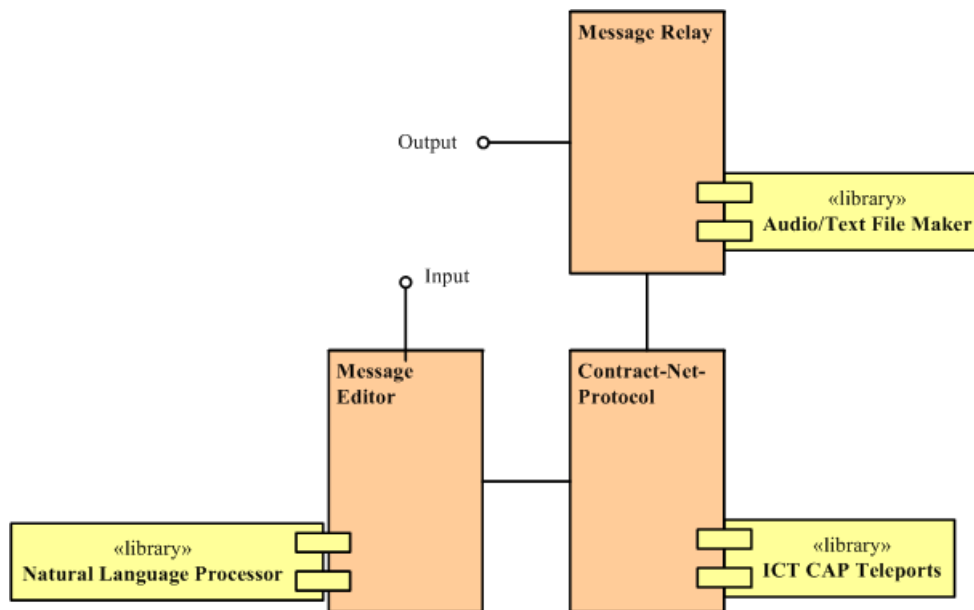 Message Relay
Output
«library»
Audio/Text File Maker
Input
Message
Editor
Contract-Net-
Protocol
«library»
Natural Language Processor
«library»
ICT CAP Teleports